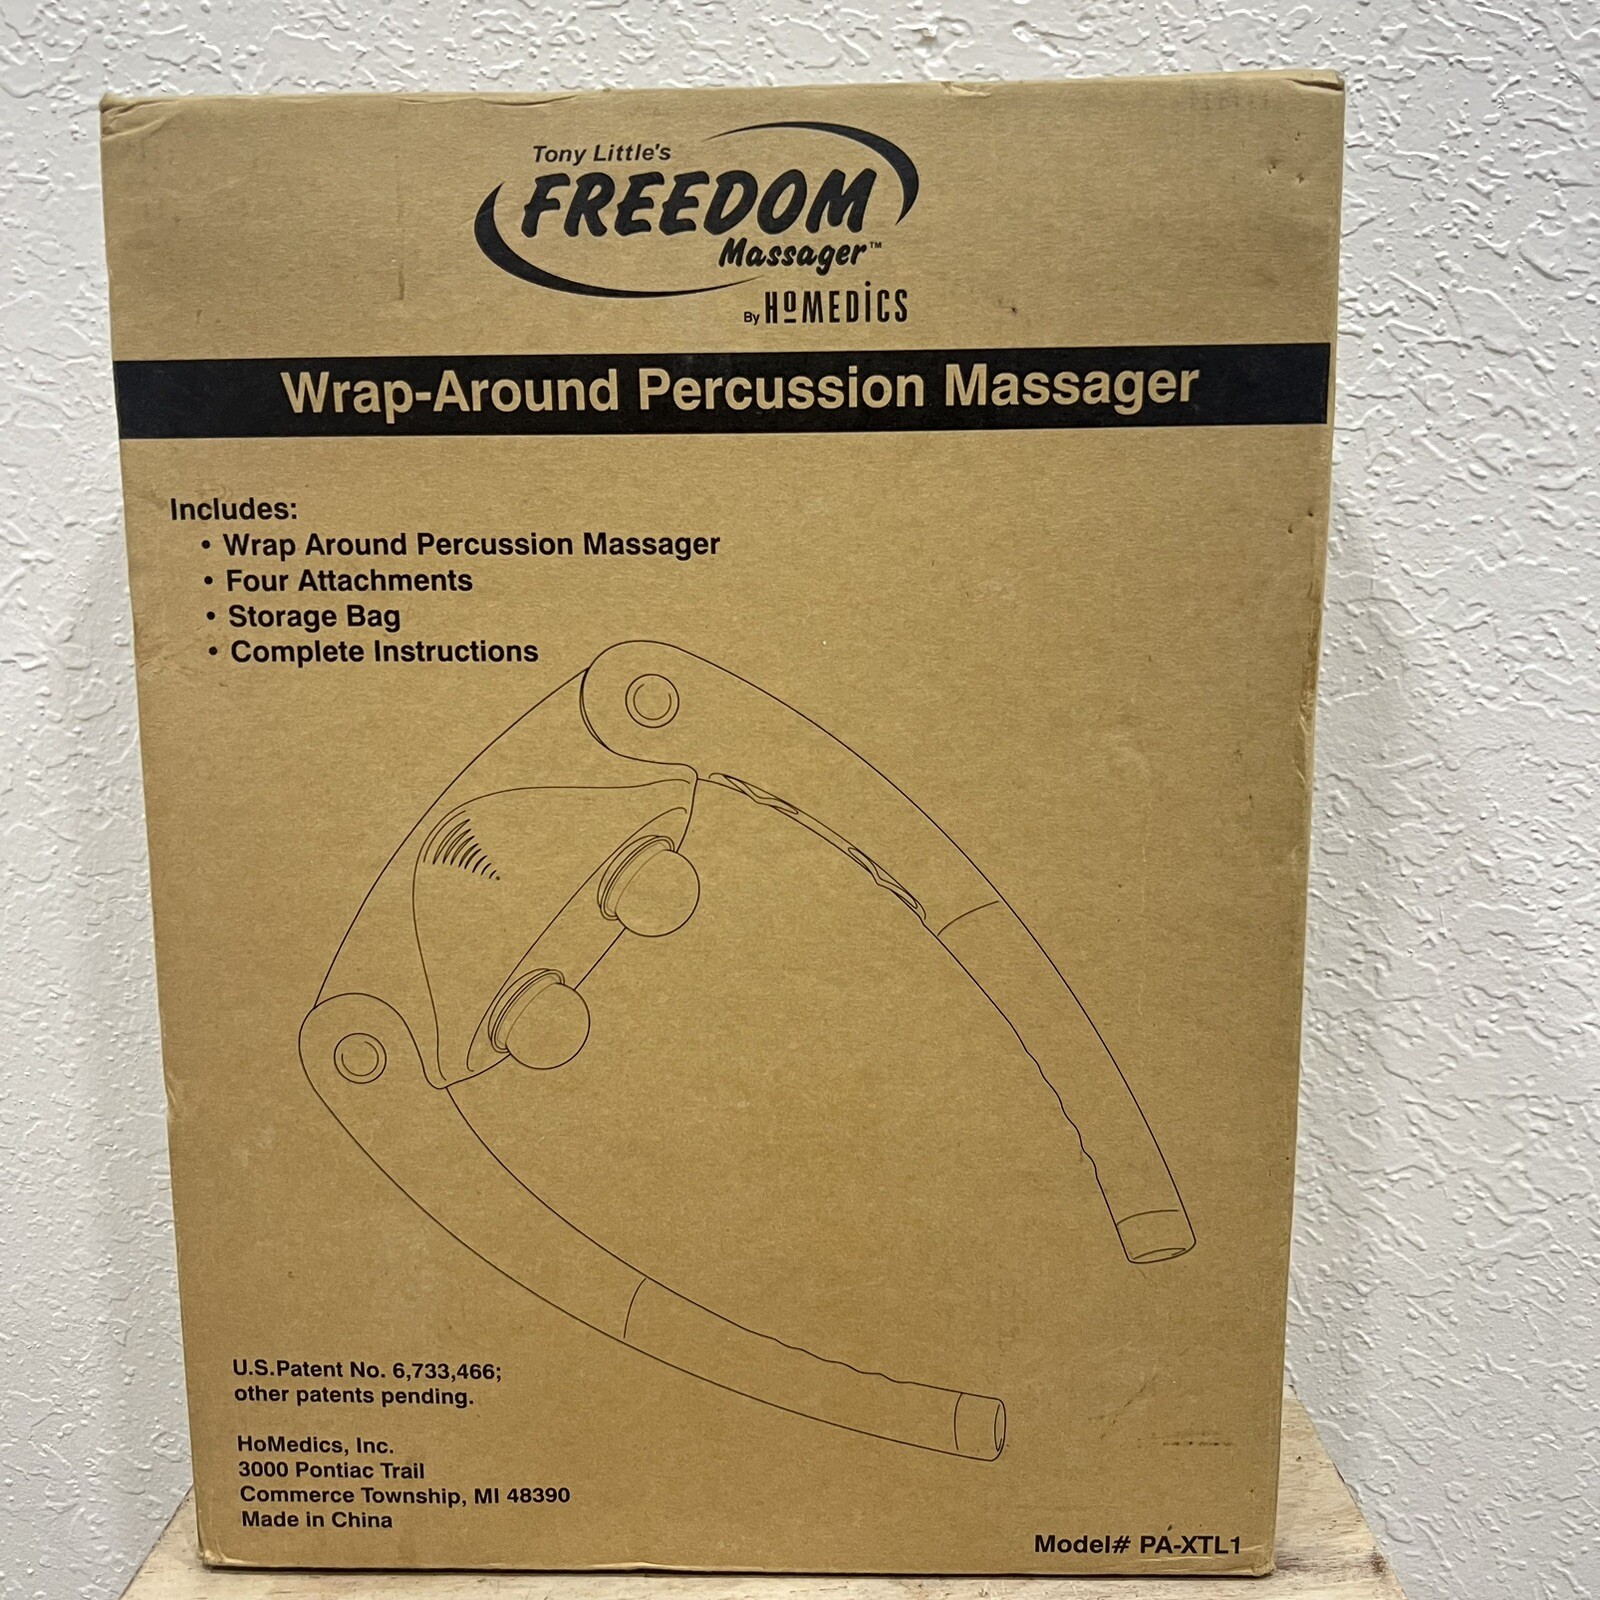 Tony Little's
FREEDOM
Massager™
By HoMEDiCS
Wrap-Around Percussion Massager
Includes:
• Wrap Around Percussion Massager
• Four Attachments
• Storage Bag
• Complete Instructions
U.S.Patent No. 6,733,466;
other patents pending.
HoMedics, Inc.
3000 Pontiac Trail
Commerce Township, MI 48390
Made in China
Model# PA-XTL1